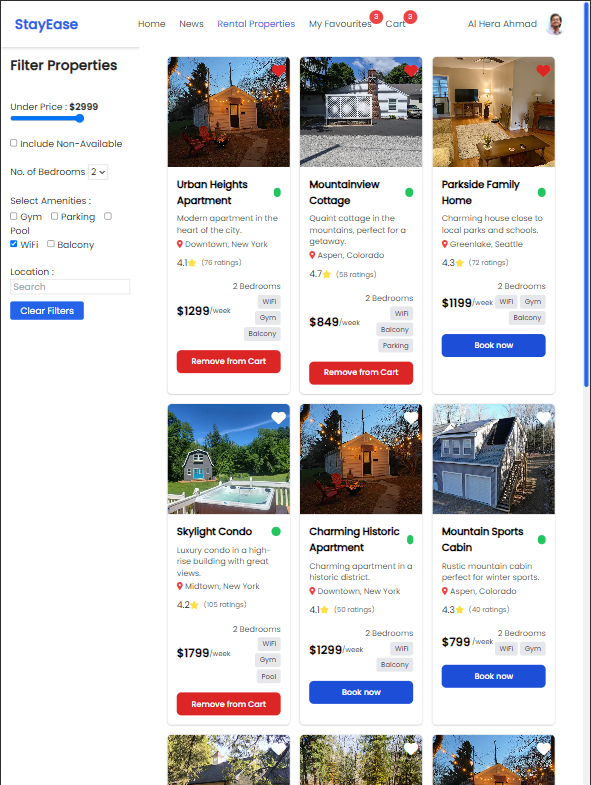 StayEase
Home
News
Rental Properties
My Favourites
3
Cart
3
Al Hera Ahmad
Filter Properties
Under Price : $2999
Include Non-Available
No. of Bedrooms 2
Select Amenities :
Gym Parking
Pool
WiFi Balcony
Location :
Search
Clear Filters
Urban Heights
Apartment
Modern apartment in the
heart of the city.
Downtown, New York
4.1 (76 ratings)
2 Bedrooms
$1299/week
WiFi
Gym
Balcony
Remove from Cart
Mountainview
Cottage
Quaint cottage in the
mountains, perfect for a
getaway.
Aspen, Colorado
4.7 (58 ratings)
2 Bedrooms
$849/week
WiFi
Balcony
Parking
Remove from Cart
Parkside Family
Home
Charming house close to
local parks and schools.
Greenlake, Seattle
4.3 (72 ratings)
2 Bedrooms
$1199/week
WiFi Gym
Balcony
Book now
Skylight Condo
Luxury condo in a high-
rise building with great
views.
Midtown, New York
4.2 (105 ratings)
2 Bedrooms
$1799/week
WiFi
Gym
Pool
Remove from Cart
Charming Historic
Apartment
Charming apartment in a
historic district.
Downtown, New York
4.1 (50 ratings)
2 Bedrooms
$1299/week
WiFi
Balcony
Book now
Mountain Sports
Cabin
Rustic mountain cabin
perfect for winter sports.
Aspen, Colorado
4.3 (40 ratings)
2 Bedrooms
$799/week
WiFi Gym
Book now